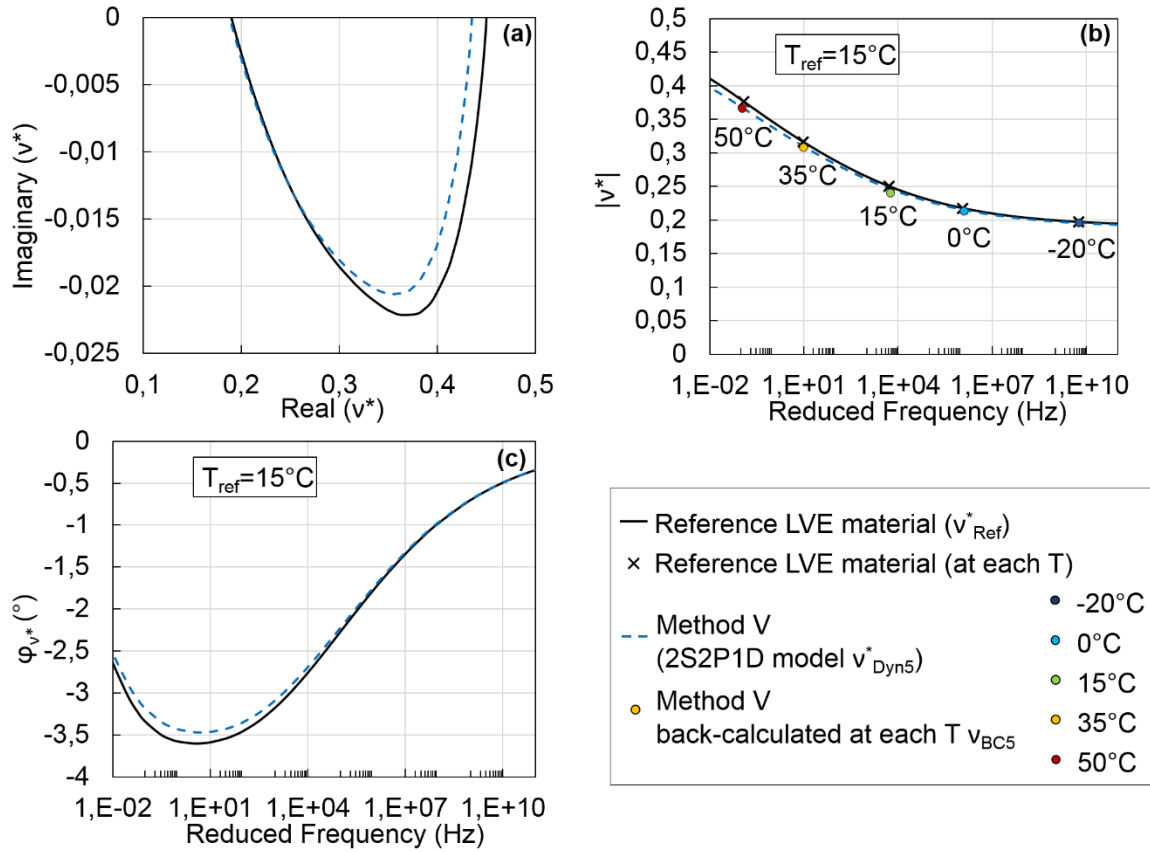 (a)
0
-0,005
-0,01
-0,015
-0,02
-0,025
Imaginary (ν*)
0,1 0,2 0,3 0,4 0,5
Real (ν*)
(b)
Tref=15°C
0,5
0,45
0,4
0,35
0,3
0,25
0,2
0,15
0,1
0,05
0
|ν*|
50°C
35°C
15°C
0°C
-20°C
1,E-02 1,E+01 1,E+04 1,E+07 1,E+10
Reduced Frequency (Hz)
(c)
Tref=15°C
0
-0,5
-1
-1,5
-2
-2,5
-3
-3,5
-4
φν* (°)
1,E-02 1,E+01 1,E+04 1,E+07 1,E+10
Reduced Frequency (Hz)
Reference LVE material (ν*Ref)
× Reference LVE material (at each T)
Method V
(2S2P1D model ν*Dyn5)
Method V
back-calculated at each T νBC5
-20°C
0°C
15°C
35°C
50°C